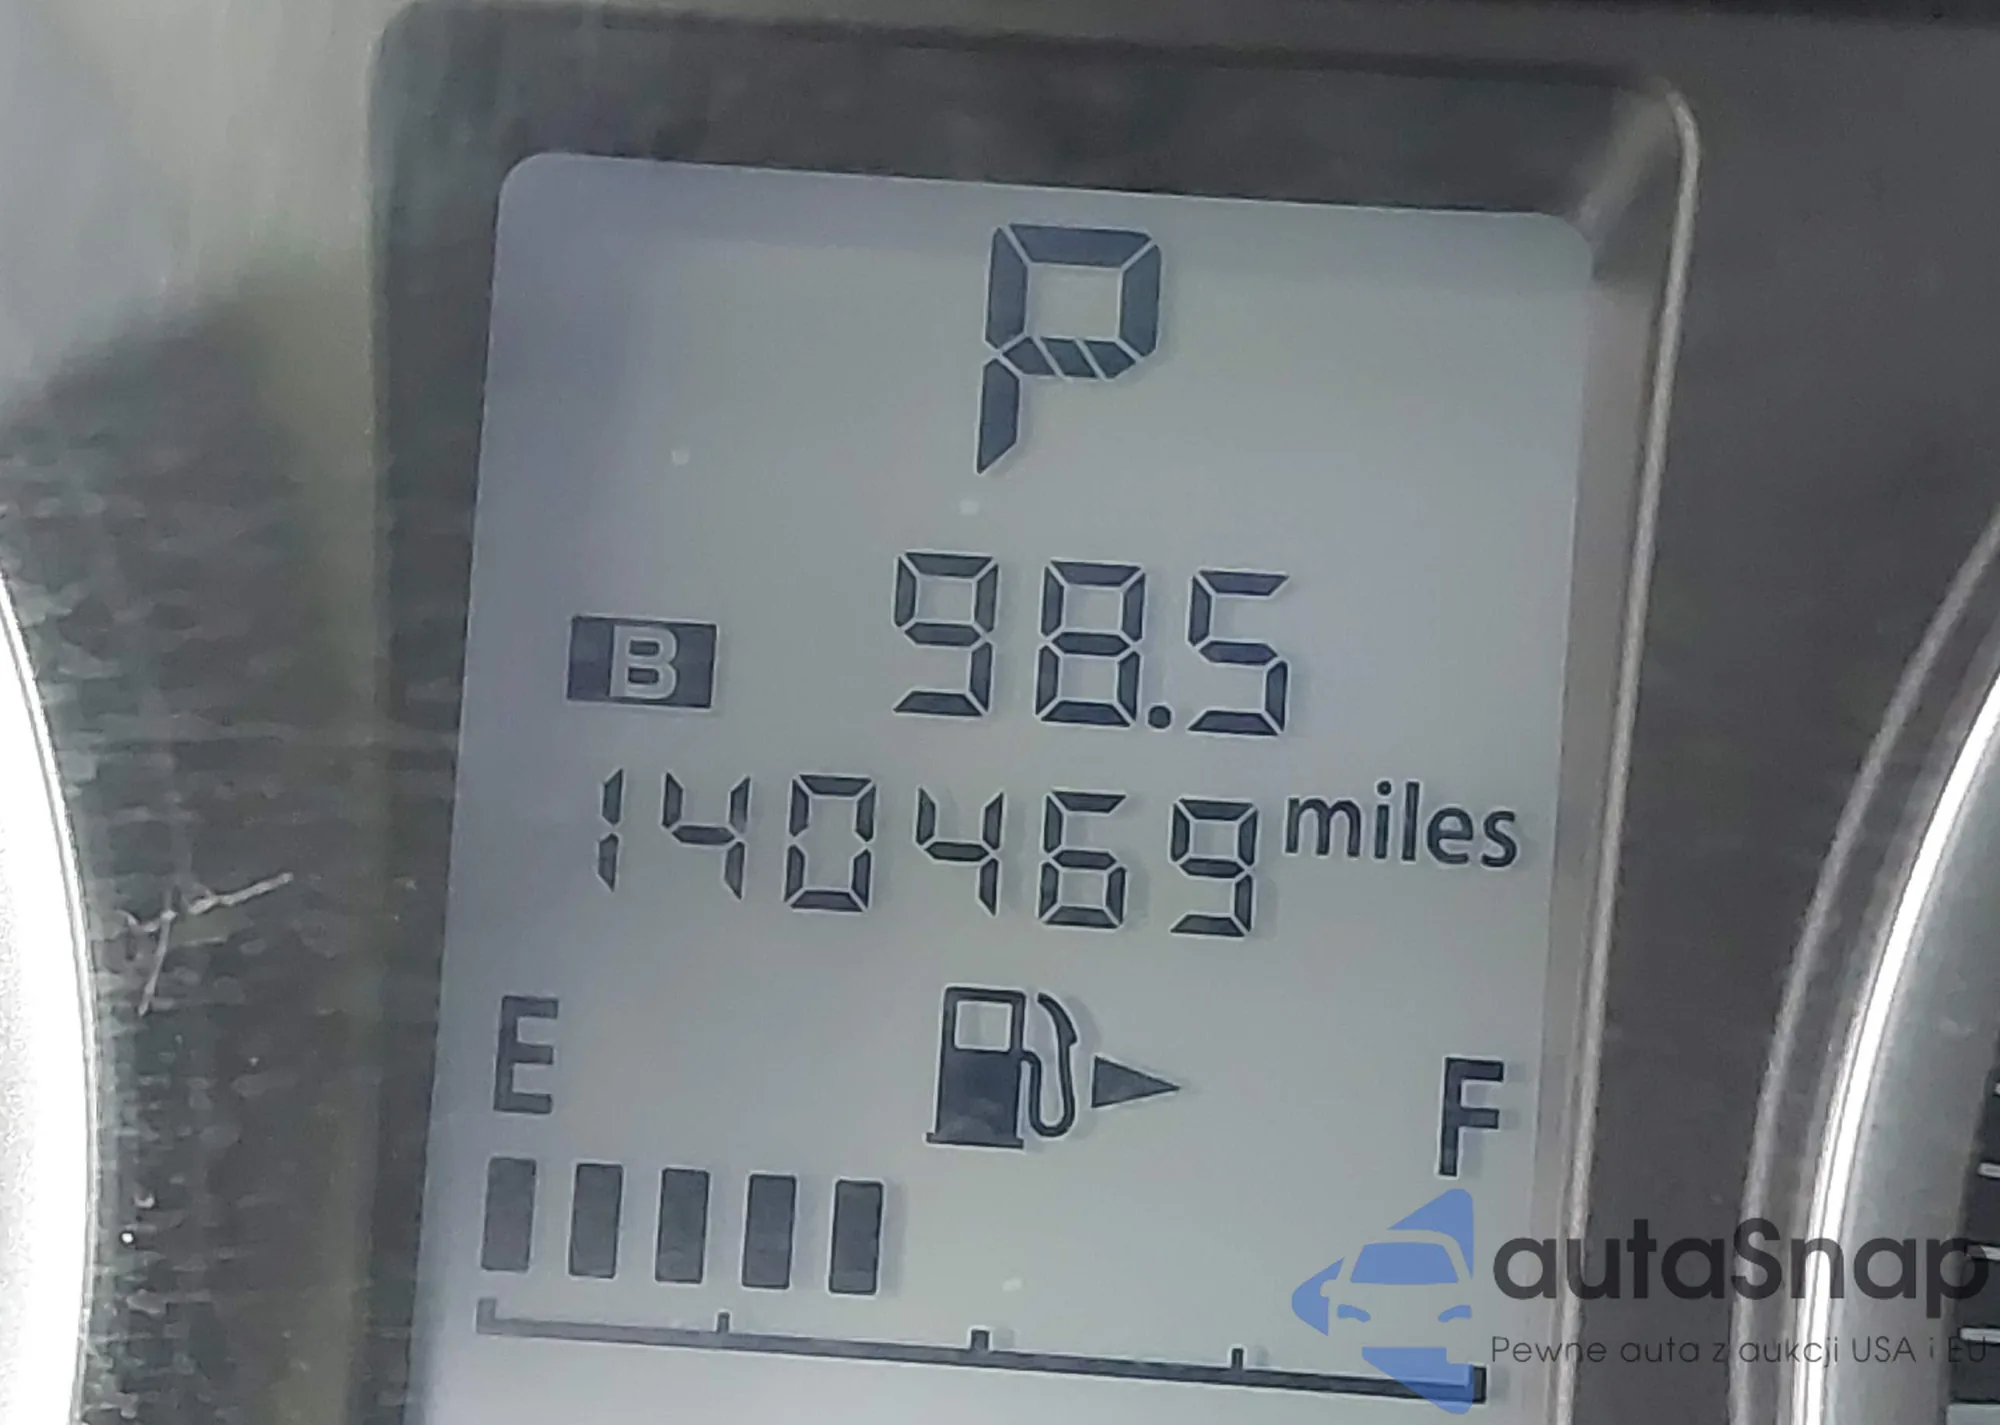 P
B 98.5
140469 miles
E F
autaSnap
Pewne auta z aukcji USA i EU